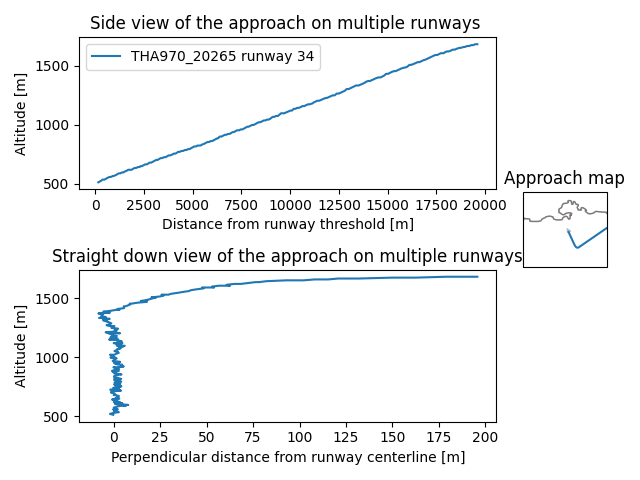 Side view of the approach on multiple runways
THA970_20265 runway 34
Altitude [m]
1500
1000
500
0 2500 5000 7500 10000 12500 15000 17500 20000
Distance from runway threshold [m]
Approach map
Straight down view of the approach on multiple runways
Altitude [m]
1500
1000
500
0 25 50 75 100 125 150 175 200
Perpendicular distance from runway centerline [m]